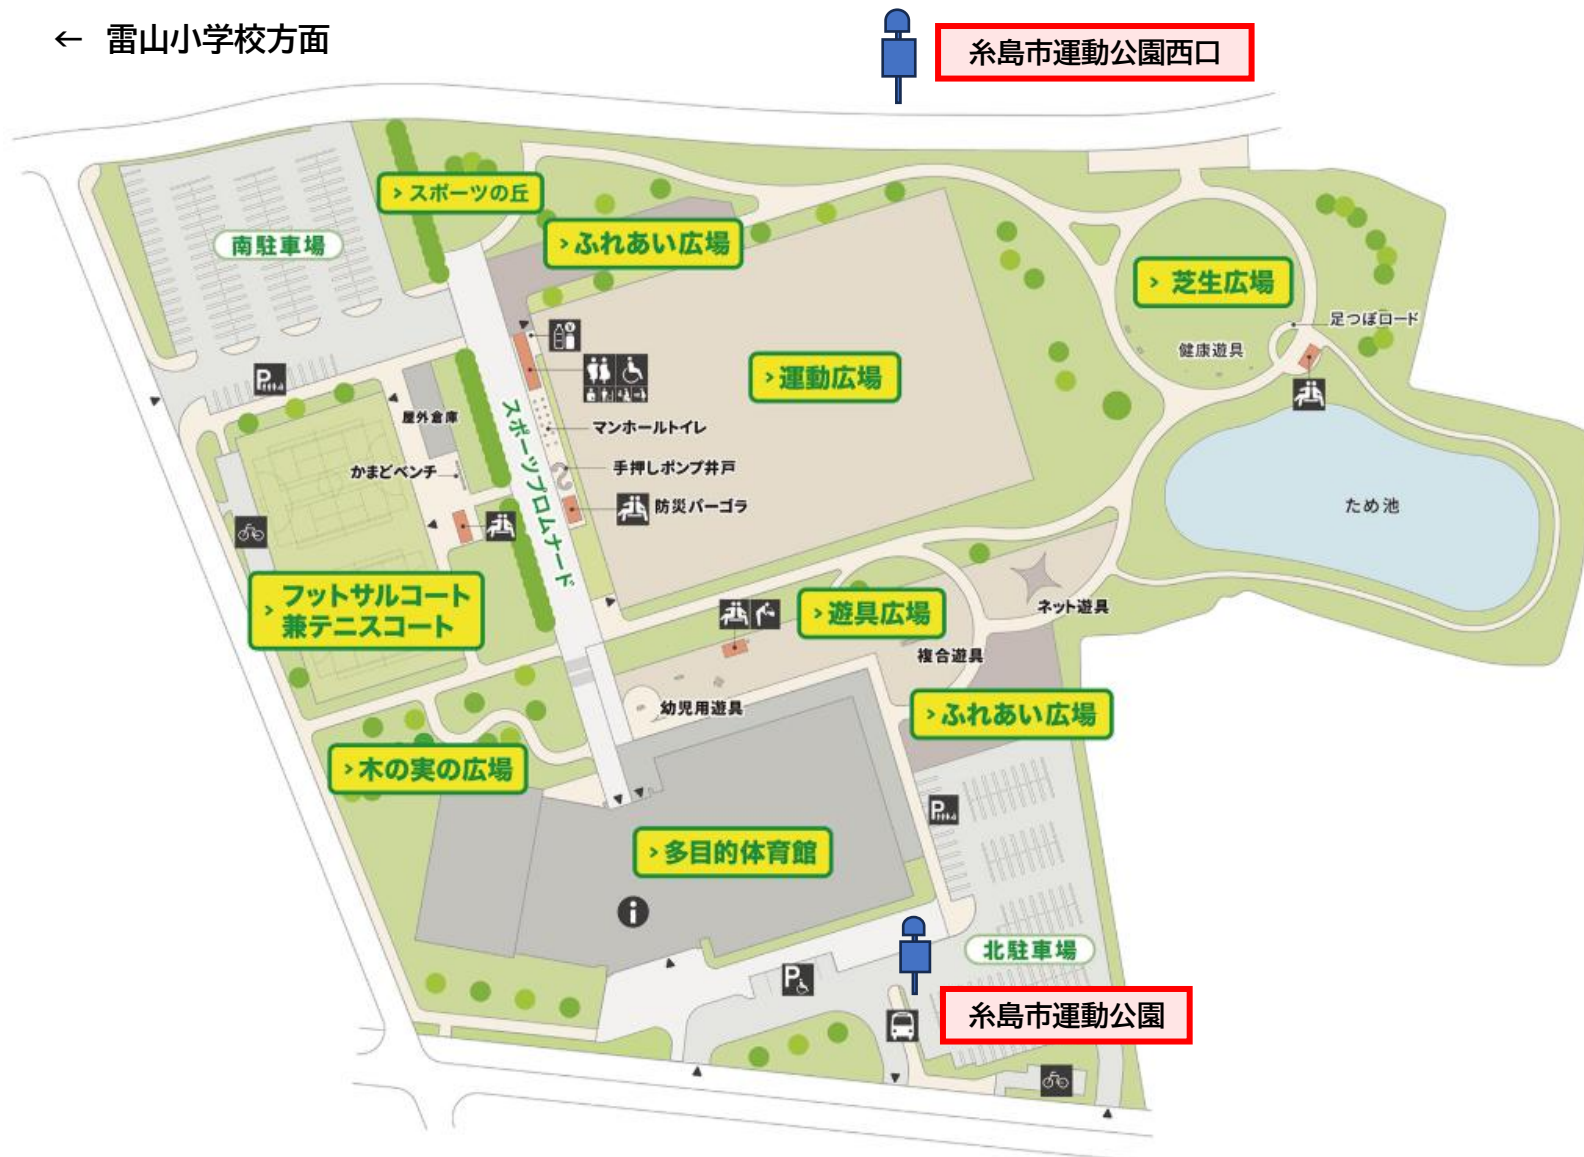 ← 雷山小学校方面
糸島市運動公園西口
> スポーツの丘
> ふれあい広場
南駐車場
> 芝生広場
足つぼロード
健康遊具
> 運動広場
P
屋外倉庫
マンホールトイレ
かまどベンチ
手押しポンプ井戸
防災パーゴラ
スポーツプロムナード
ため池
> フットサルコート
兼テニスコート
> 遊具広場
ネット遊具
複合遊具
幼児用遊具
> ふれあい広場
> 木の実の広場
P
> 多目的体育館
i
北駐車場
P
糸島市運動公園